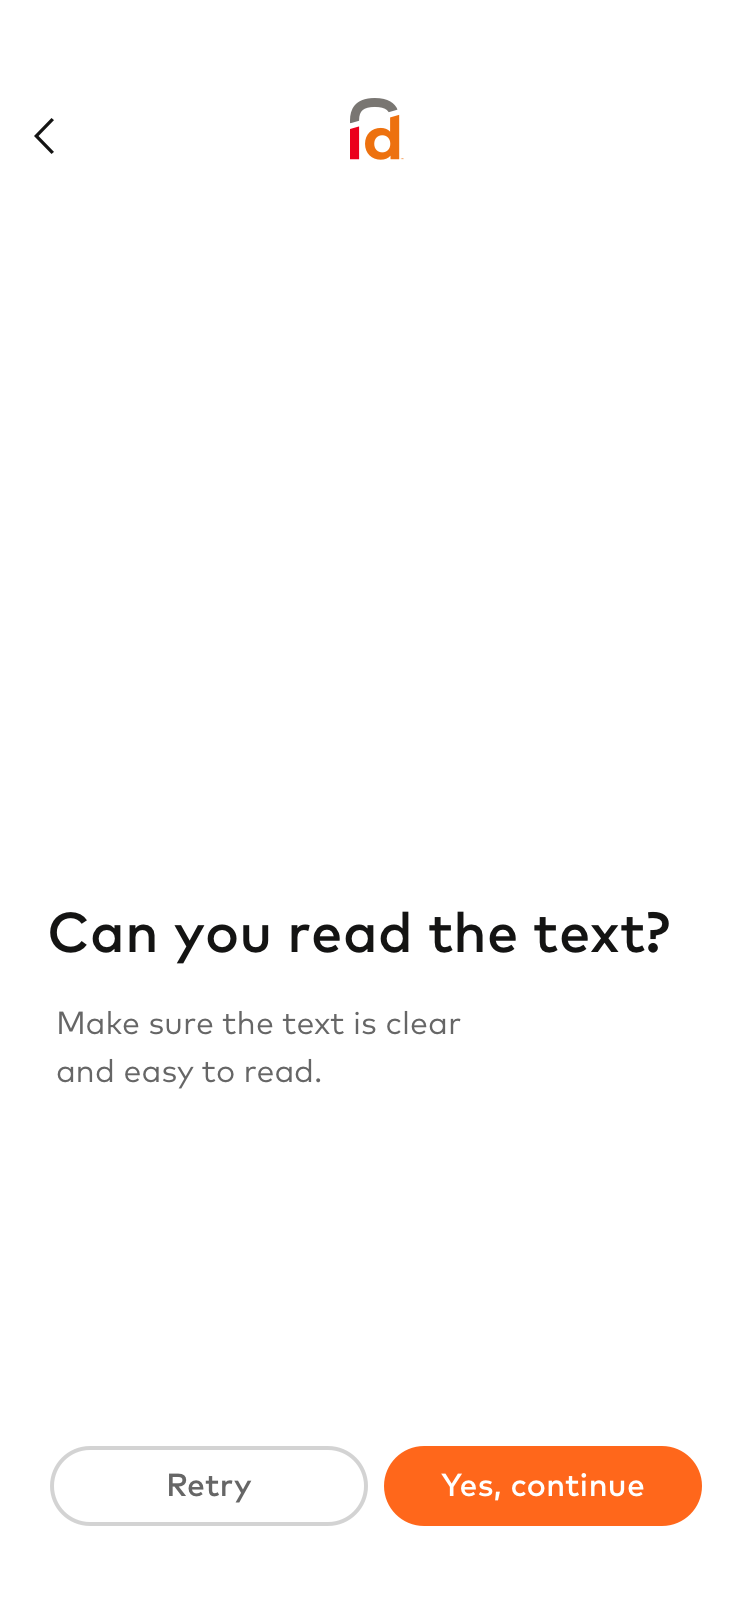 id
Can you read the text?
Make sure the text is clear
and easy to read.
Retry
Yes, continue